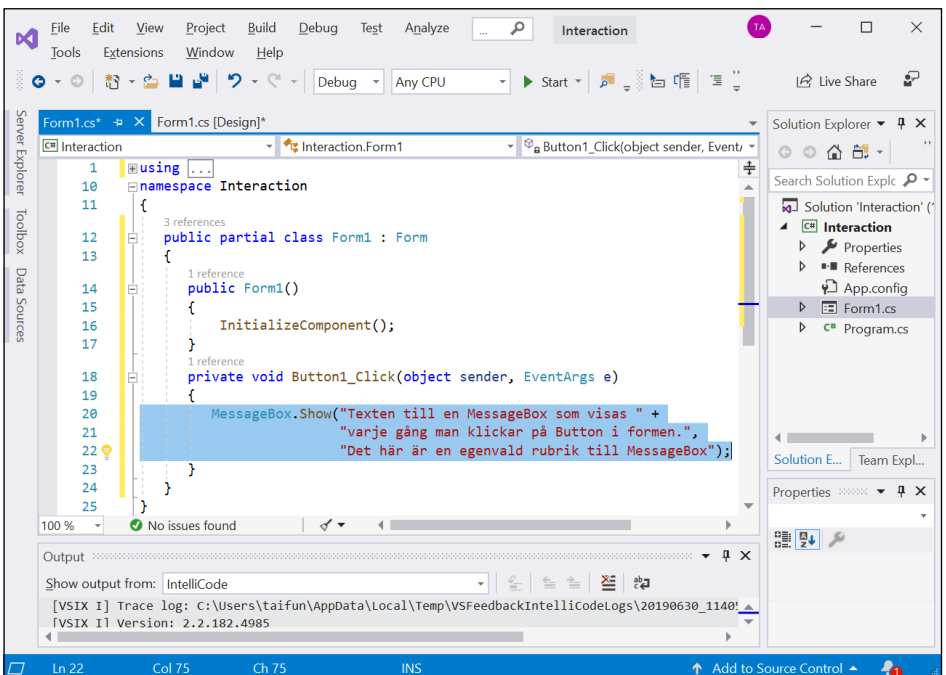 File Edit View Project Build Debug Test Analyze ... Interaction TA
Tools Extensions Window Help
Debug Any CPU Start Live Share
Server Explorer
Toolbox
Data Sources
Form1.cs* Form1.cs [Design]*
C# Interaction Interaction.Form1 Button1_Click(object sender, Event
1 using ...
10 namespace Interaction
11 {
3 references
12 public partial class Form1 : Form
13 {
1 reference
14 public Form1()
15 {
16 InitializeComponent();
17 }
1 reference
18 private void Button1_Click(object sender, EventArgs e)
19 {
20 MessageBox.Show("Texten till en MessageBox som visas " +
21 "varje gång man klickar på Button i formen.",
22 "Det här är en egenvald rubrik till MessageBox");
23 }
24 }
25 }
100 % No issues found
Output
Show output from: IntelliCode
[VSIX I] Trace log: C:\Users\taifun\AppData\Local\Temp\VSFeedbackIntelliCodeLogs\20190630_1140
[VSIX I] Version: 2.2.182.4985
Solution Explorer
Search Solution Explc
Solution 'Interaction' (
C# Interaction
Properties
References
App.config
Form1.cs
C# Program.cs
Solution E... Team Expl...
Properties
Ln 22 Col 75 Ch 75 INS Add to Source Control 1